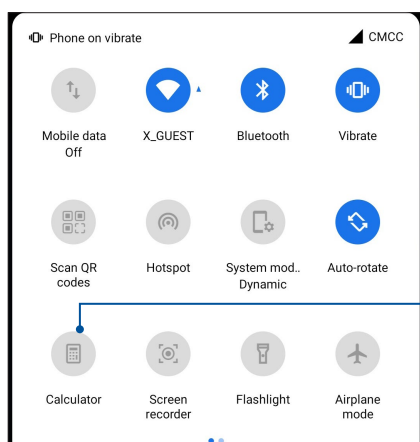 Phone on vibrate
CMCC
Mobile data
Off
X_GUEST
Bluetooth
Vibrate
Scan QR
codes
Hotspot
System mod..
Dynamic
Auto-rotate
Calculator
Screen
recorder
Flashlight
Airplane
mode